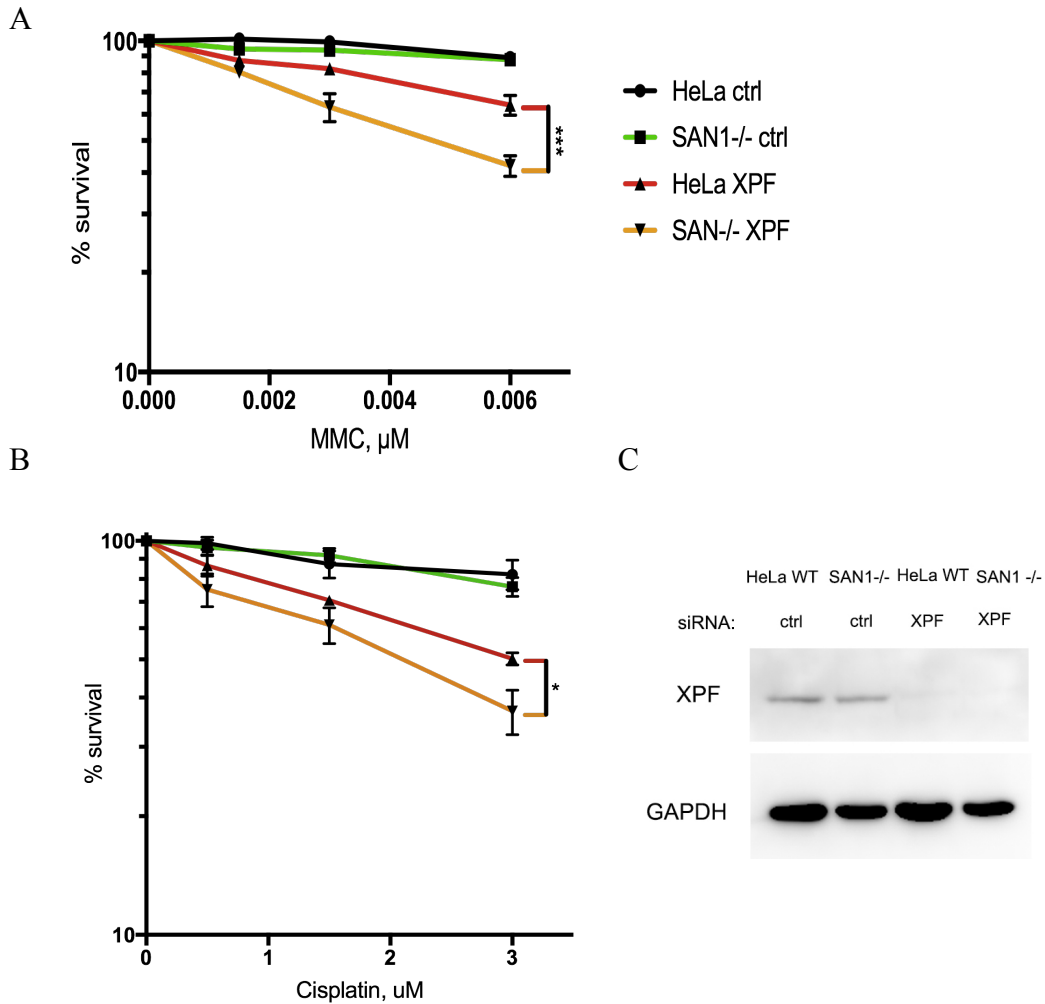 A
100
10
% survival
0.000 0.002 0.004 0.006
MMC, µM
HeLa ctrl
SAN1-/- ctrl
HeLa XPF
SAN-/- XPF
***
B
100
10
% survival
0 1 2 3
Cisplatin, uM
*
C
HeLa WT SAN1-/- HeLa WT SAN1 -/-
siRNA: ctrl ctrl XPF XPF
XPF
GAPDH